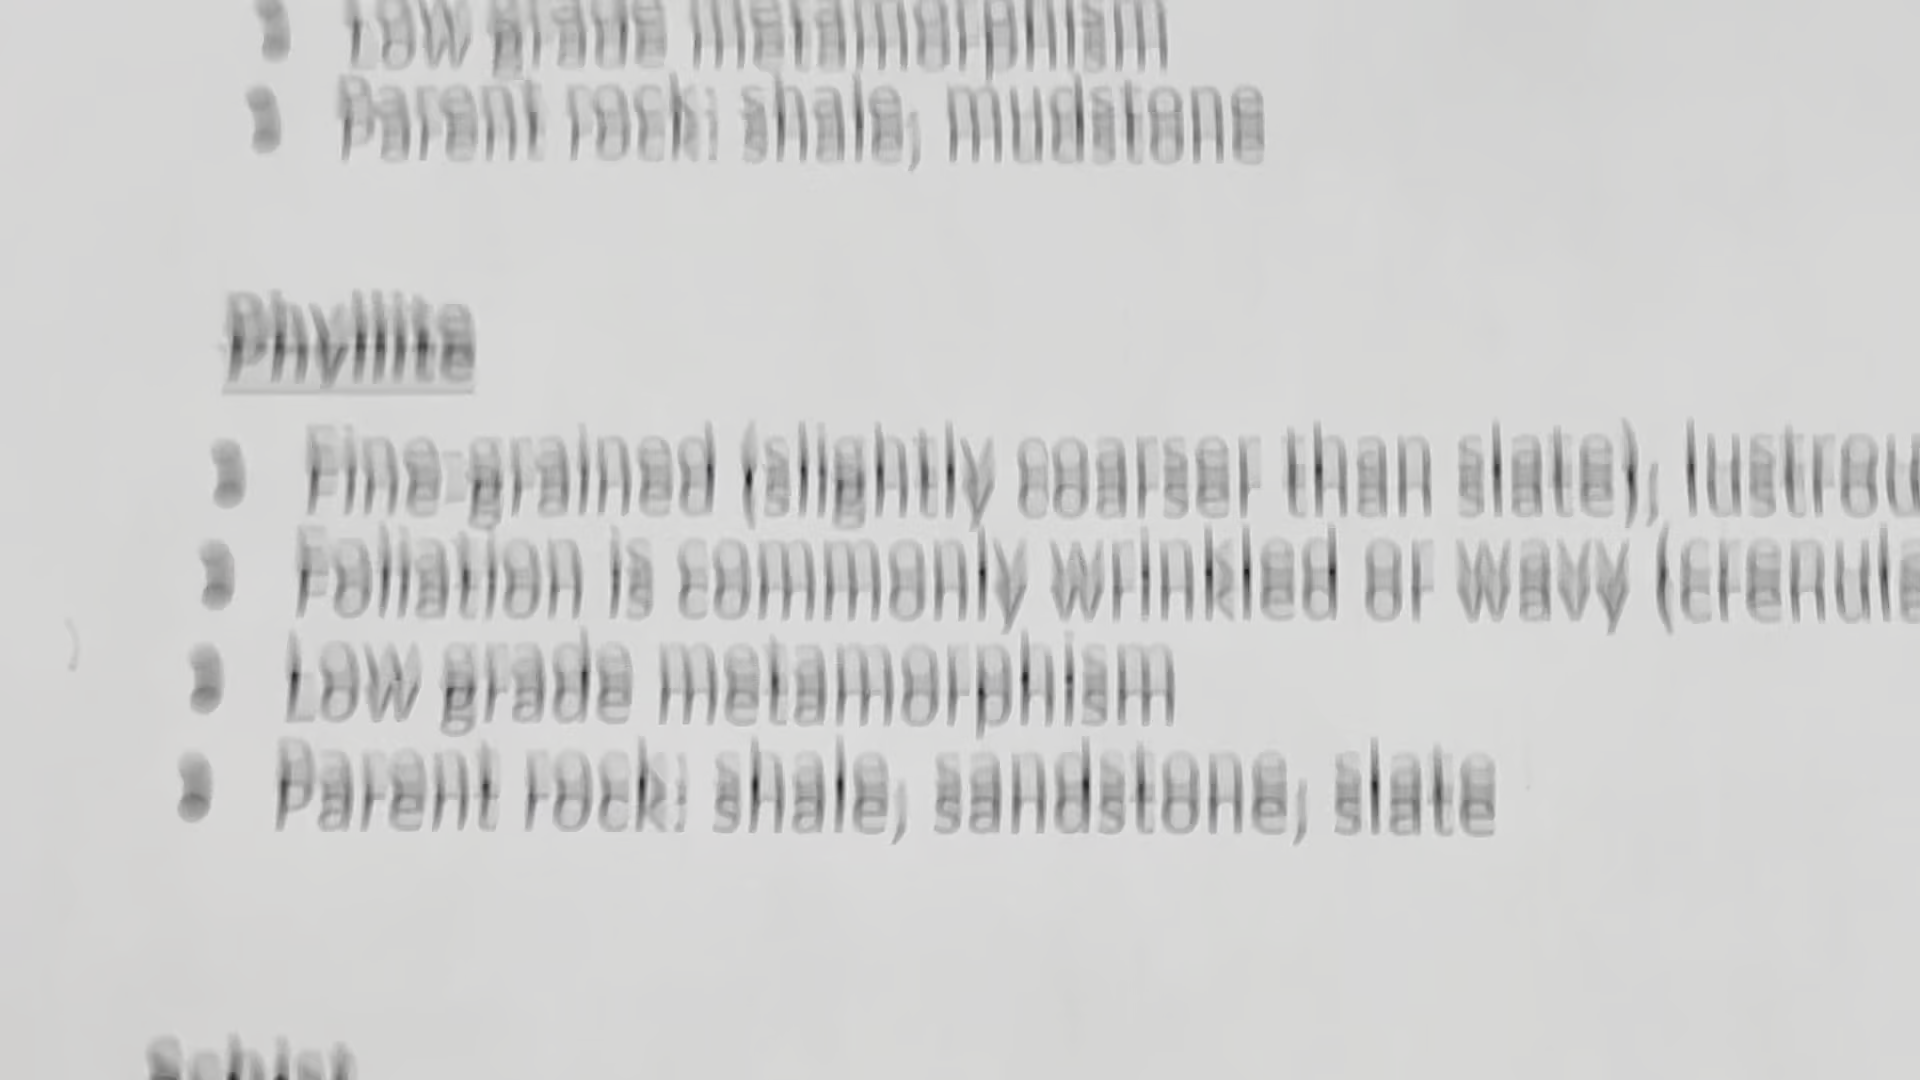 Low grade metamorphism
Parent rock: shale, mudstone
Phyllite
Fine-grained (slightly coarser than slate), lustrou
Foliation is commonly wrinkled or wavy (crenula
Low grade metamorphism
Parent rock: shale, sandstone, slate
Schist